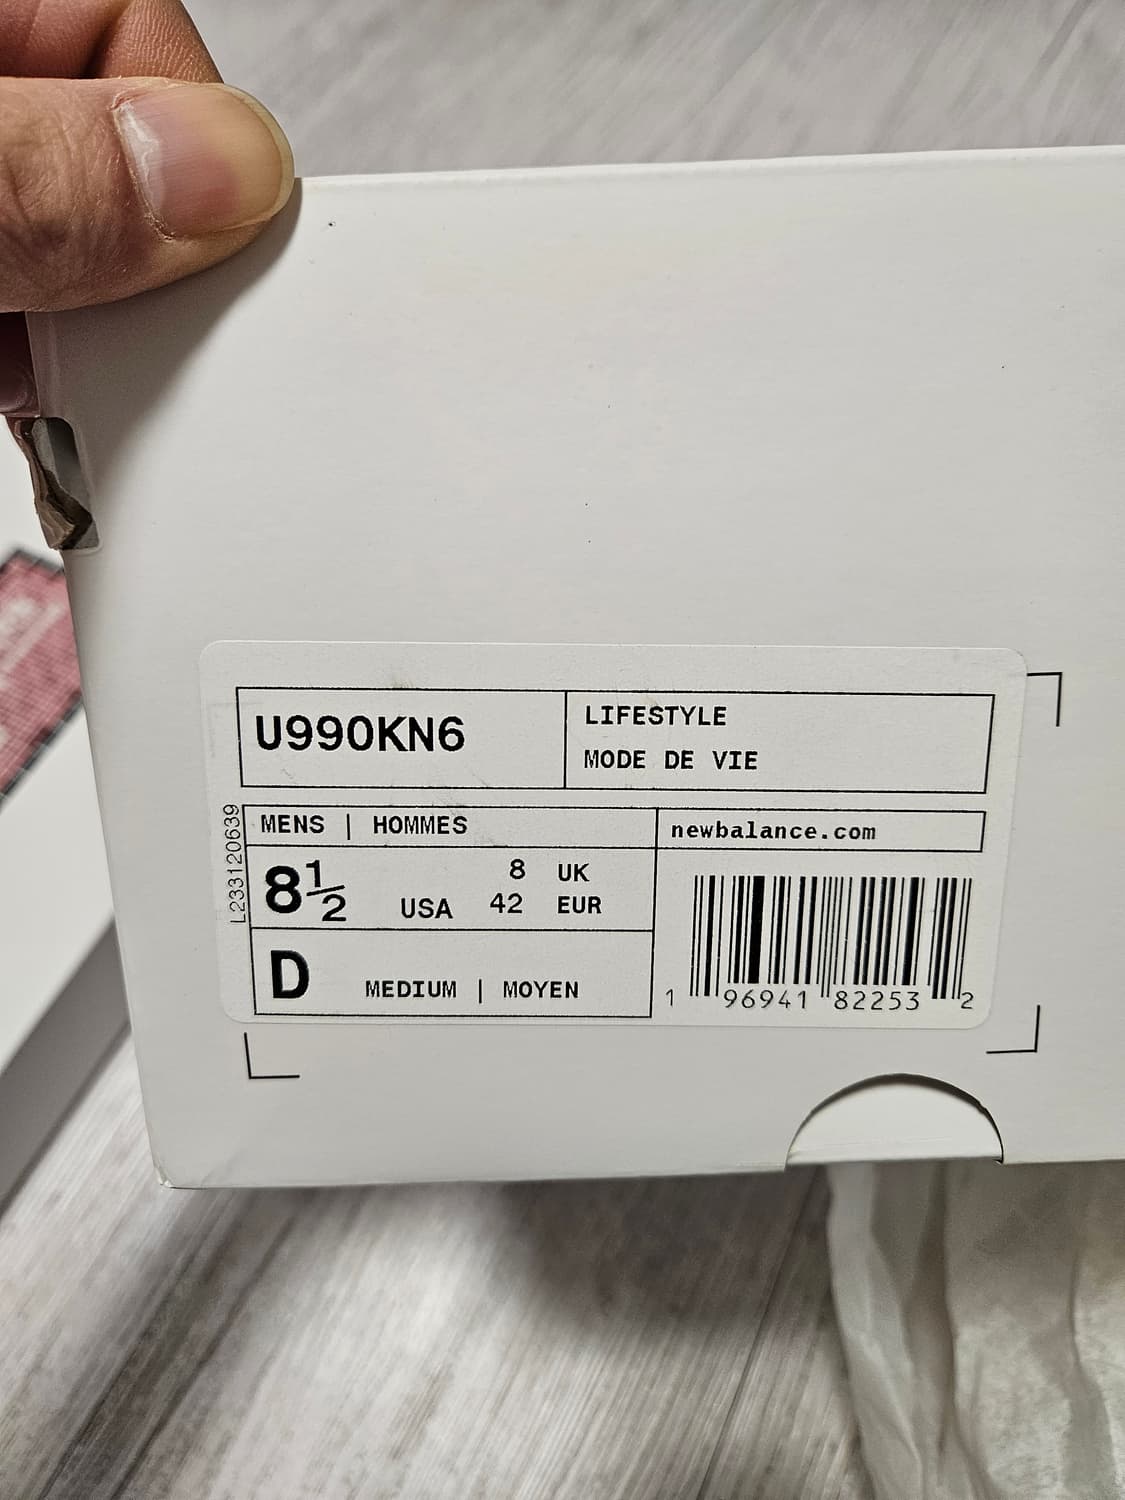 U990KN6
LIFESTYLE
MODE DE VIE
L233120639
MENS | HOMMES
newbalance.com
8½ USA
8 UK
42 EUR
D MEDIUM | MOYEN
1 96941 82253 2